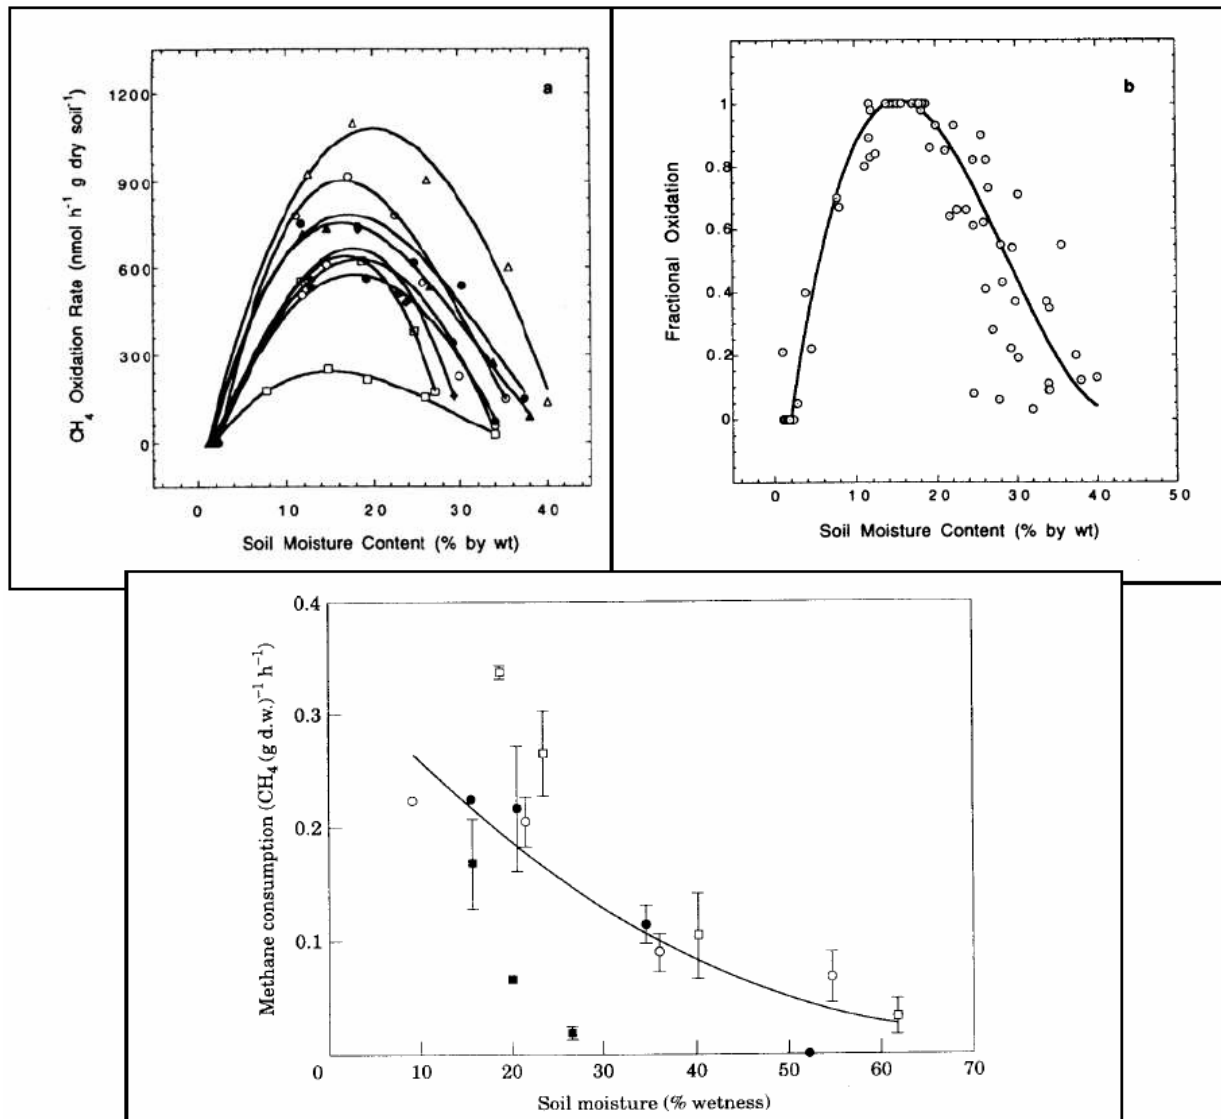 a
1200
900
600
300
0
CH4 Oxidation Rate (nmol h-1 g dry soil-1)
0 10 20 30 40
Soil Moisture Content (% by wt)
b
1
0.8
0.6
0.4
0.2
0
Fractional Oxidation
0 10 20 30 40 50
Soil Moisture Content (% by wt)
0.4
0.3
0.2
0.1
Methane consumption (CH4 (g d.w.)−1 h−1)
0 10 20 30 40 50 60 70
Soil moisture (% wetness)